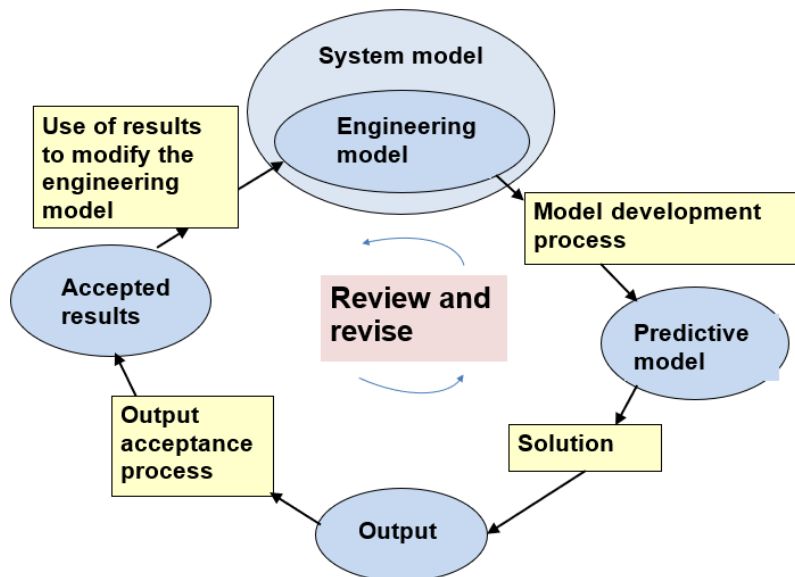 System model
Engineering
model
Use of results
to modify the
engineering
model
Model development
process
Accepted
results
Review and
revise
Predictive
model
Output
acceptance
process
Solution
Output